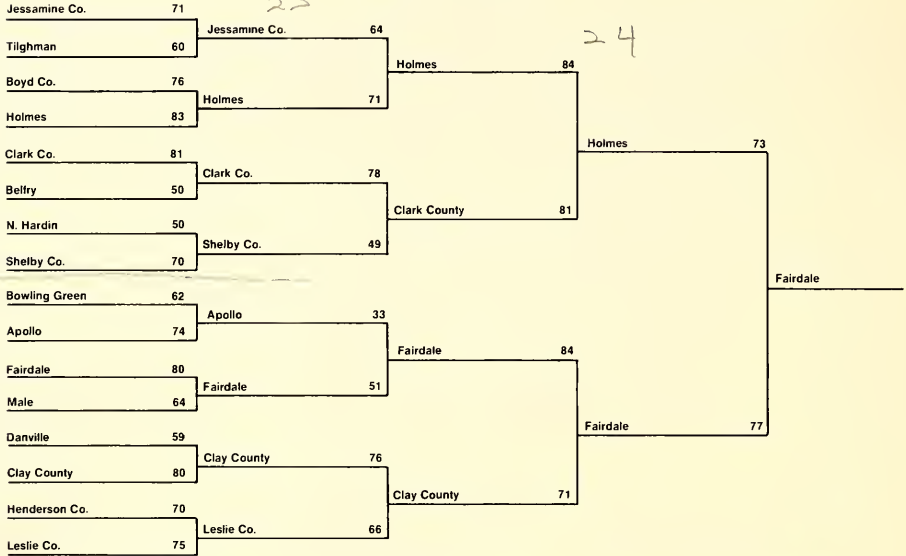 Jessamine Co. 71
Tilghman 60
Boyd Co. 76
Holmes 83
Clark Co. 81
Belfry 50
N. Hardin 50
Shelby Co. 70
Bowling Green 62
Apollo 74
Fairdale 80
Male 64
Danville 59
Clay County 80
Henderson Co. 70
Leslie Co. 75
Jessamine Co. 64
Holmes 71
Clark Co. 78
Shelby Co. 49
Apollo 33
Fairdale 51
Clay County 76
Leslie Co. 66
24
Holmes 84
Clark County 81
Fairdale 84
Clay County 71
Holmes 73
Fairdale 77
Fairdale